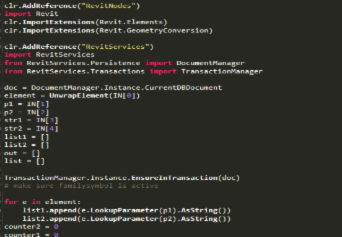 clr.AddReference("RevitNodes")
import Revit
clr.ImportExtensions(Revit.Elements)
clr.ImportExtensions(Revit.GeometryConversion)
clr.AddReference("RevitServices")
import RevitServices
from RevitServices.Persistence import DocumentManager
from RevitServices.Transactions import TransactionManager
doc = DocumentManager.Instance.CurrentDBDocument
element = UnwrapElement(IN[0])
p1 = IN[1]
p2 = IN[2]
str1 = IN[3]
str2 = IN[4]
list1 = []
list2 = []
out = []
list = []
TransactionManager.Instance.EnsureInTransaction(doc)
# make sure familysymbol is active
for e in element:
list1.append(e.LookupParameter(p1).AsString())
list2.append(e.LookupParameter(p2).AsString())
counter2 = 0
counter1 = 0